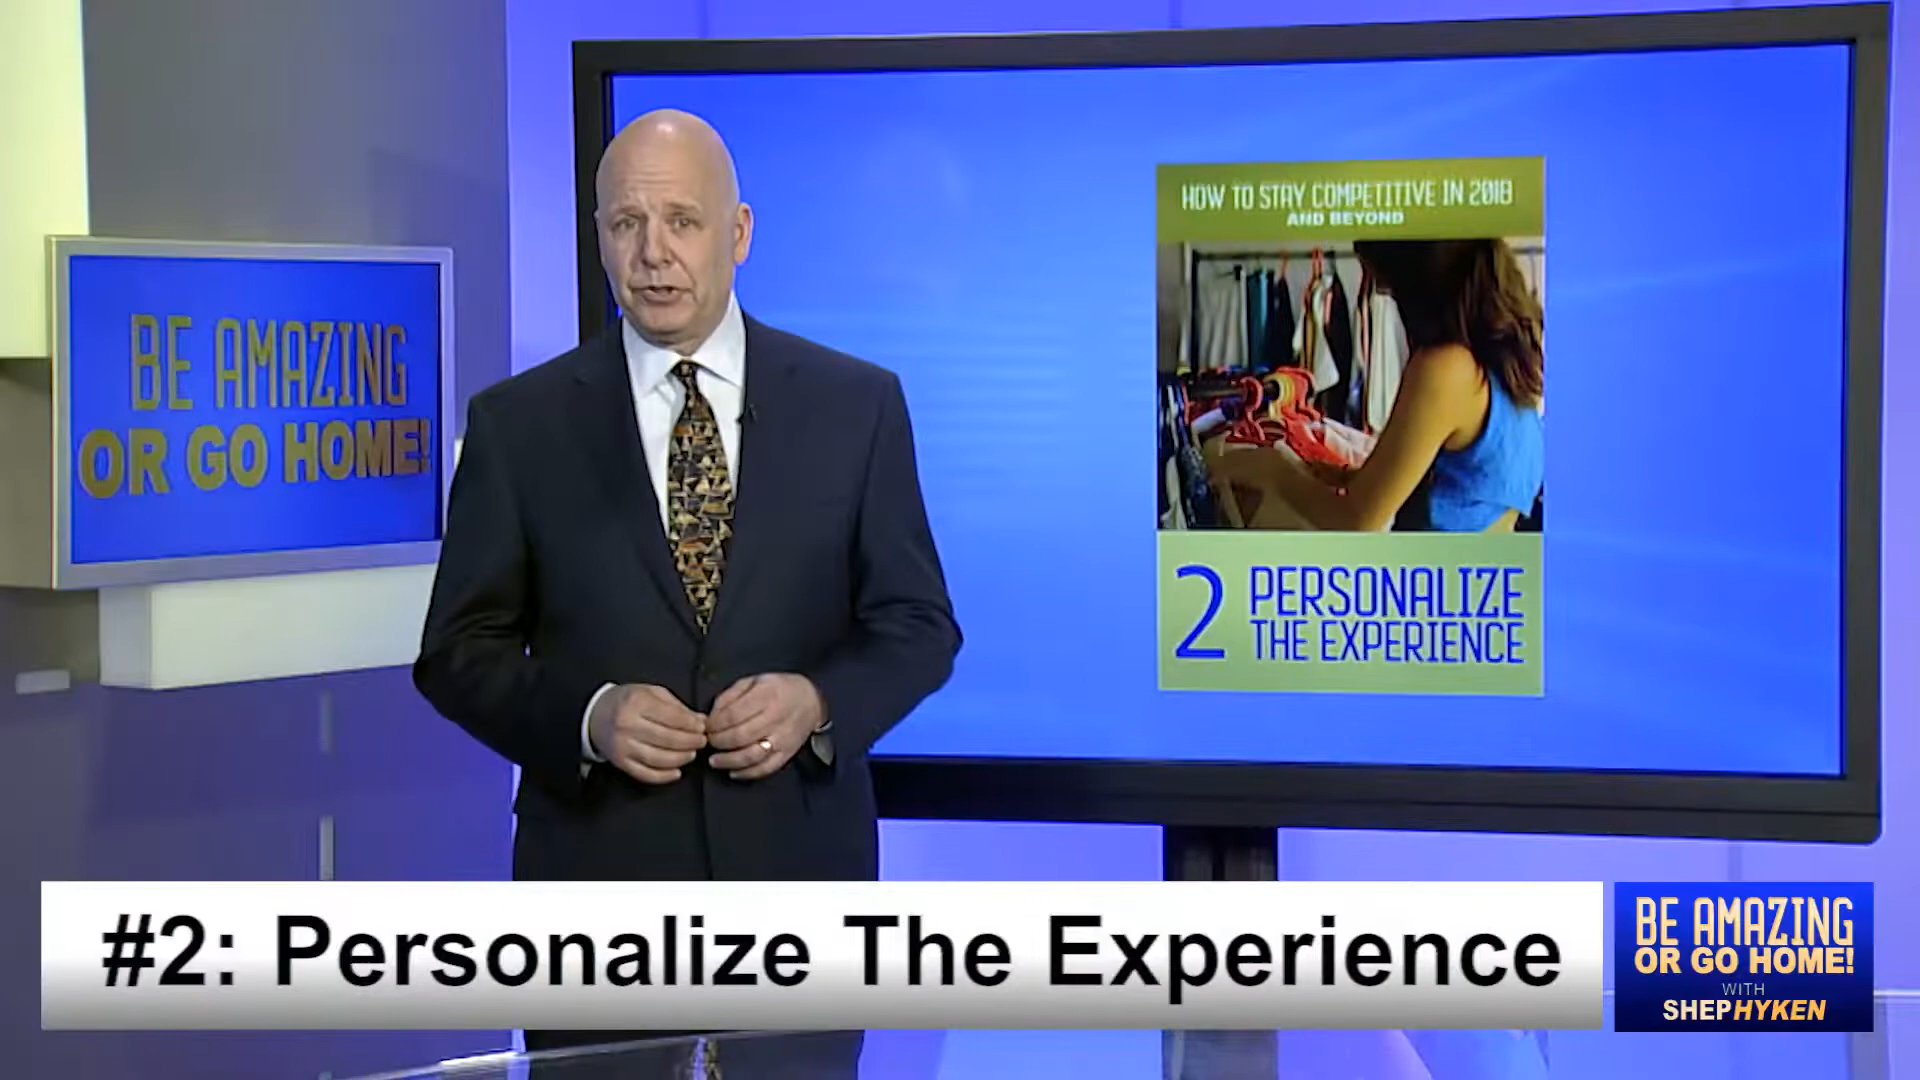 BE AMAZING
OR GO HOME!
HOW TO STAY COMPETITIVE IN 2018
AND BEYOND
2 PERSONALIZE
THE EXPERIENCE
#2: Personalize The Experience
BE AMAZING
OR GO HOME!
WITH
SHEPHYKEN